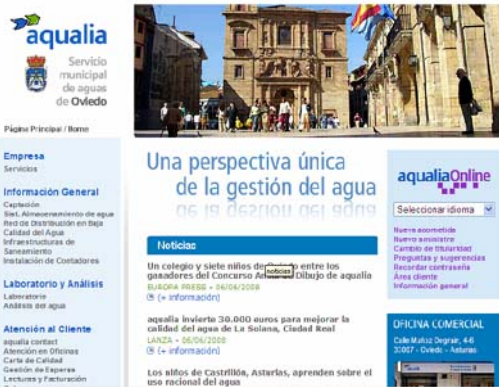 aqualia
Servicio
municipal
de aguas
de Oviedo
Página Principal / Home
Empresa
Servicios
Información General
Captación
Sist. Almacenamiento de agua
Red de Distribución en Baja
Calidad del Agua
Infraestructuras de
Saneamiento
Instalación de Contadores
Laboratorio y Análisis
Laboratorio
Análisis del agua
Atención al Cliente
aqualia contact
Atención en Oficinas
Carta de Calidad
Gestión de Esperas
Lecturas y Facturación
Una perspectiva única
de la gestión del agua
Noticias
Un colegio y siete niños de entre los
ganadores del Concurso Dibujo de aqualia
noticias
EUROPA PRESS - 06/06/2008
(+ información)
aqualia invierte 30.000 euros para mejorar la
calidad del agua de La Solana, Ciudad Real
LANZA - 06/06/2008
(+ información)
Los niños de Castrillón, Asturias, aprenden sobre el
uso racional del agua
aqualiaOnline
Seleccionar idioma
Nueva acometida
Nuevo suministro
Cambio de titularidad
Preguntas y sugerencias
Recordar contraseña
Área cliente
Información general
OFICINA COMERCIAL
Calle Muñoz Degraín, 4-6
33007 - Oviedo - Asturias